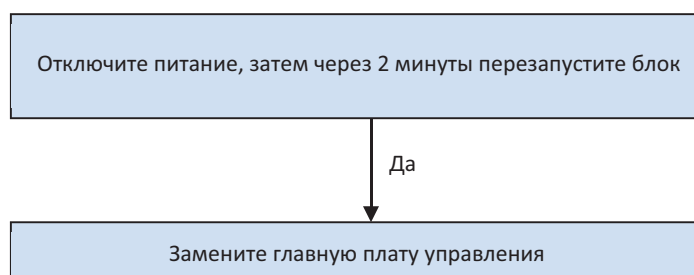 Отключите питание, затем через 2 минуты перезапустите блок
Да
Замените главную плату управления